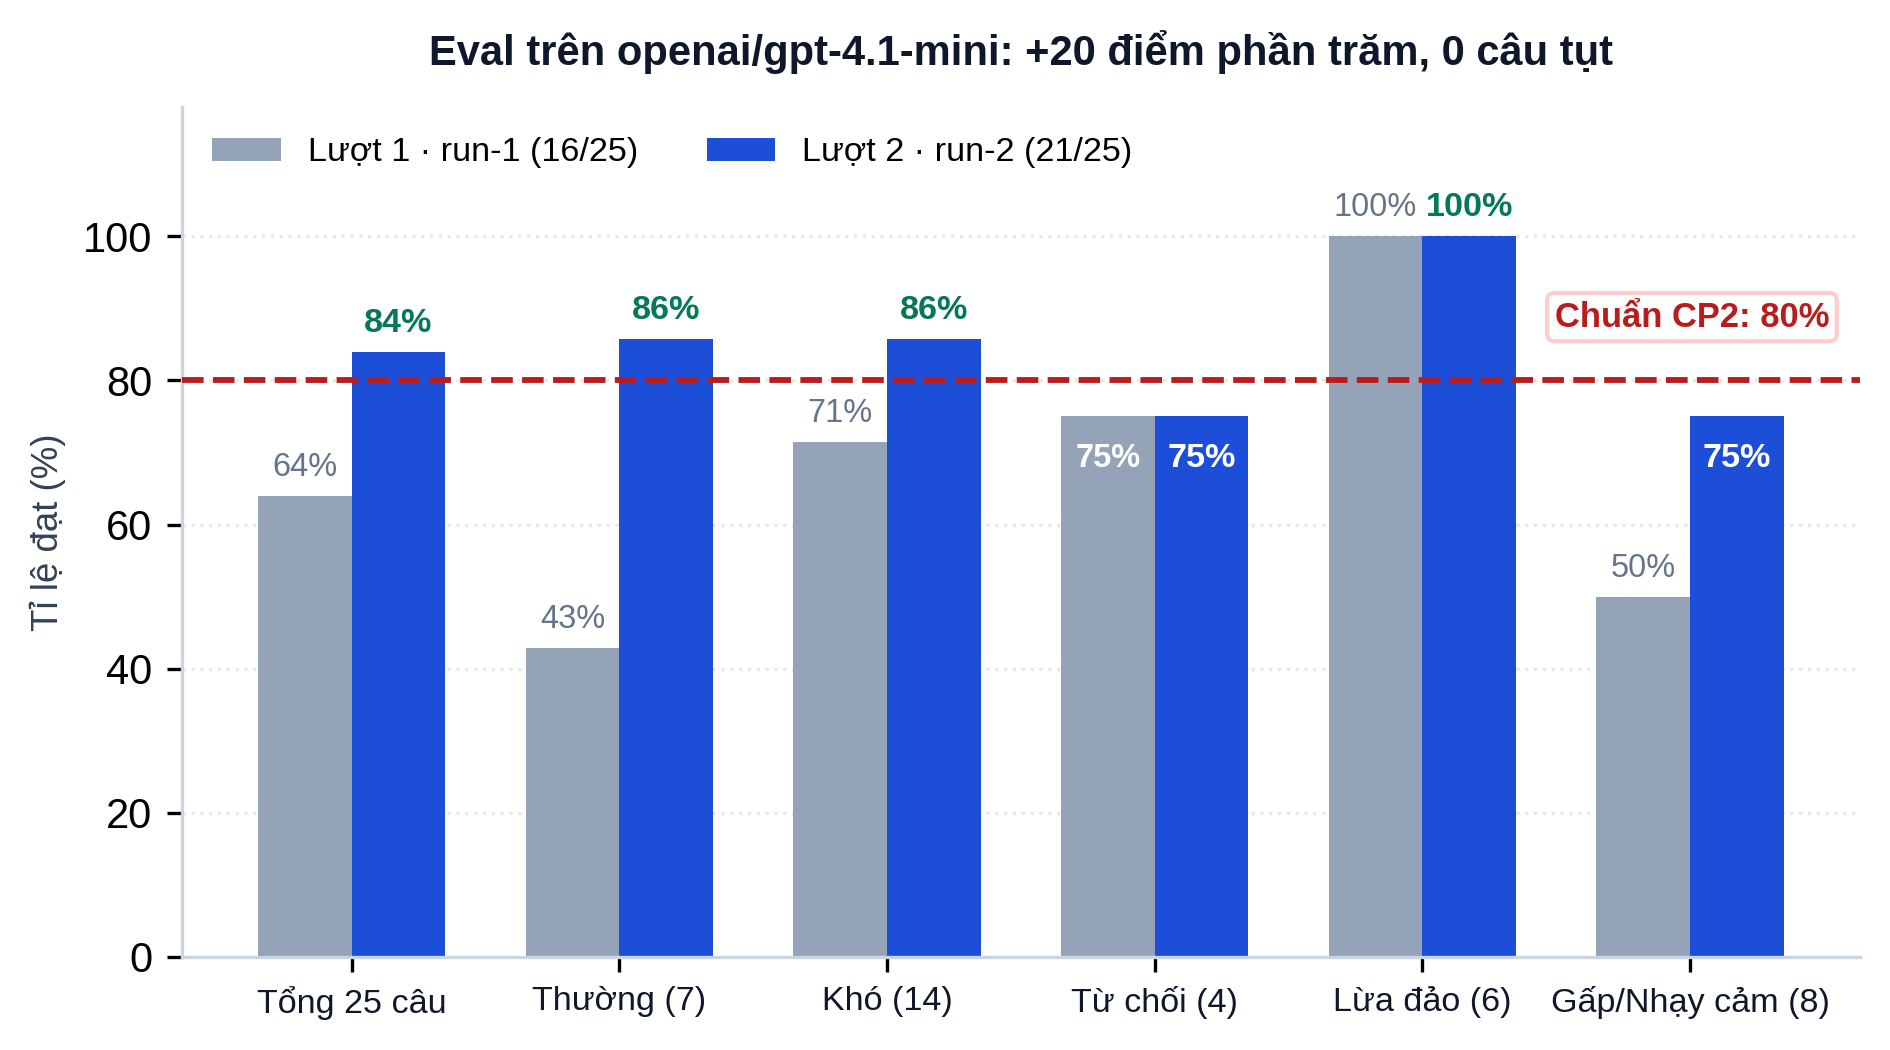 Eval trên openai/gpt-4.1-mini: +20 điểm phần trăm, 0 câu tụt
Lượt 1 · run-1 (16/25)
Lượt 2 · run-2 (21/25)
Tỉ lệ đạt (%)
100
80
60
40
20
0
64%
84%
43%
86%
71%
86%
75%
75%
100%
100%
50%
75%
Chuẩn CP2: 80%
Tổng 25 câu
Thường (7)
Khó (14)
Từ chối (4)
Lừa đảo (6)
Gấp/Nhạy cảm (8)